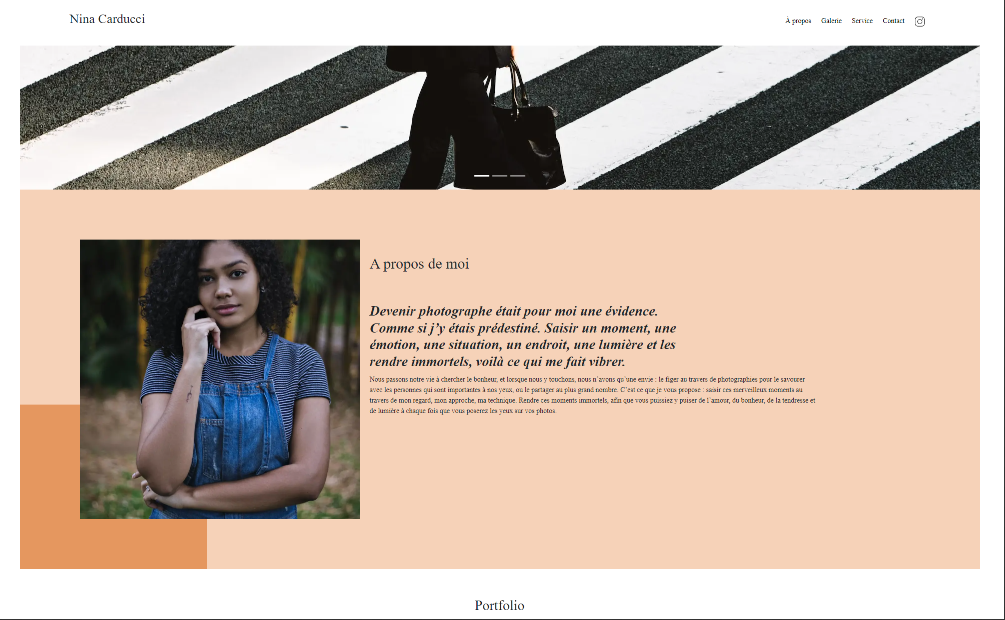 Nina Carducci
À propos Galerie Service Contact
A propos de moi
Devenir photographe était pour moi une évidence.
Comme si j’y étais prédestiné. Saisir un moment, une
émotion, une situation, un endroit, une lumière et les
rendre immortels, voilà ce qui me fait vibrer.
Nous passons notre vie à chercher le bonheur, et lorsque nous y touchons, nous n’avons qu’une envie : le figer au travers de photographies pour le savourer
avec les personnes qui sont importantes à nos yeux, ou le partager au plus grand nombre. C’est ce que je vous propose : saisir ces merveilleux moments au
travers de mon regard, mon approche, ma technique. Rendre ces moments immortels, afin que vous puissiez y puiser de l’amour, du bonheur, de la tendresse et
de lumière à chaque fois que vous poserez les yeux sur vos photos.
Portfolio